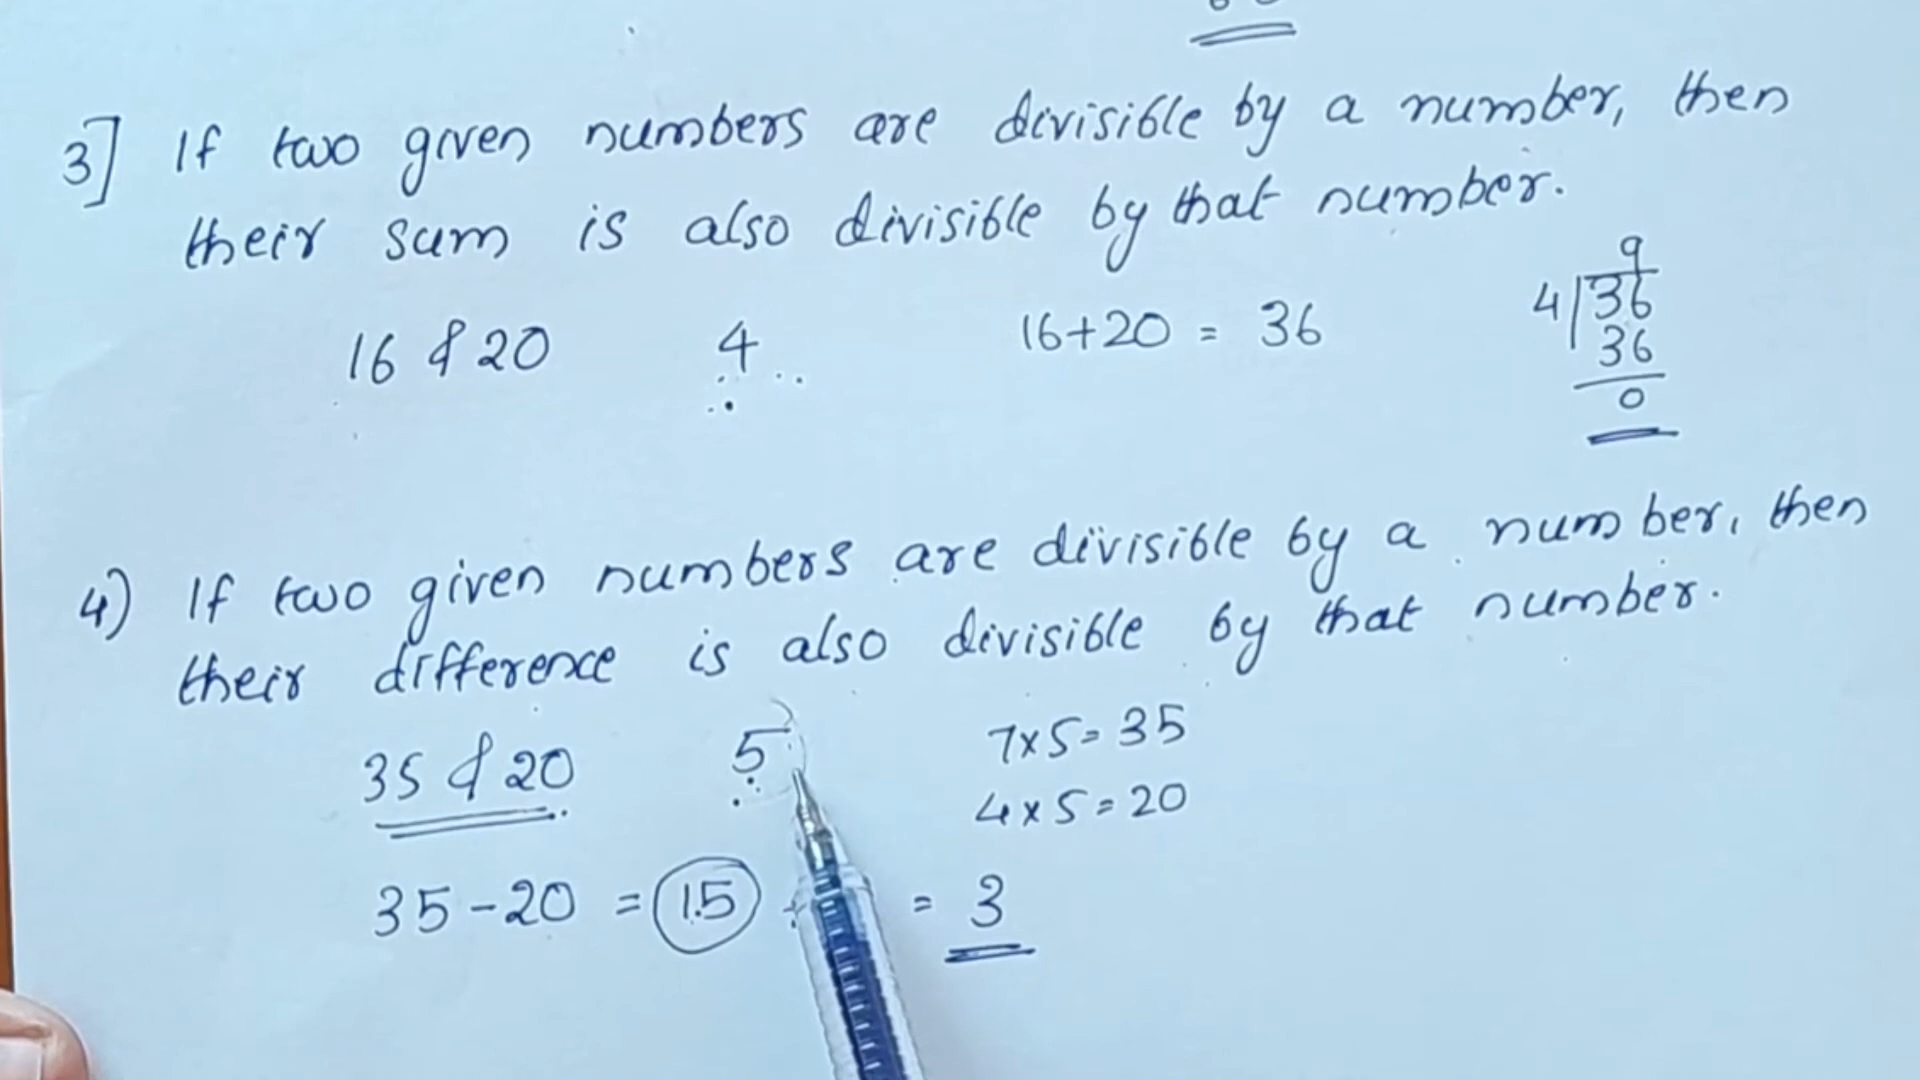 3] If two given numbers are divisible by a number, then
their sum is also divisible by that number.
16 & 20 4 16+20 = 36
9
4 36
36
0
4) If two given numbers are divisible by a number, then
their difference is also divisible by that number.
35 & 20 5 7×5=35
4×5=20
35-20 = 15 ÷ = 3